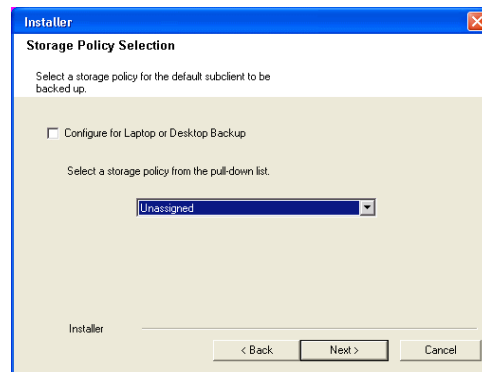 Installer
Storage Policy Selection
Select a storage policy for the default subclient to be
backed up.
Configure for Laptop or Desktop Backup
Select a storage policy from the pull-down list.
Unassigned
Installer
< Back Next > Cancel